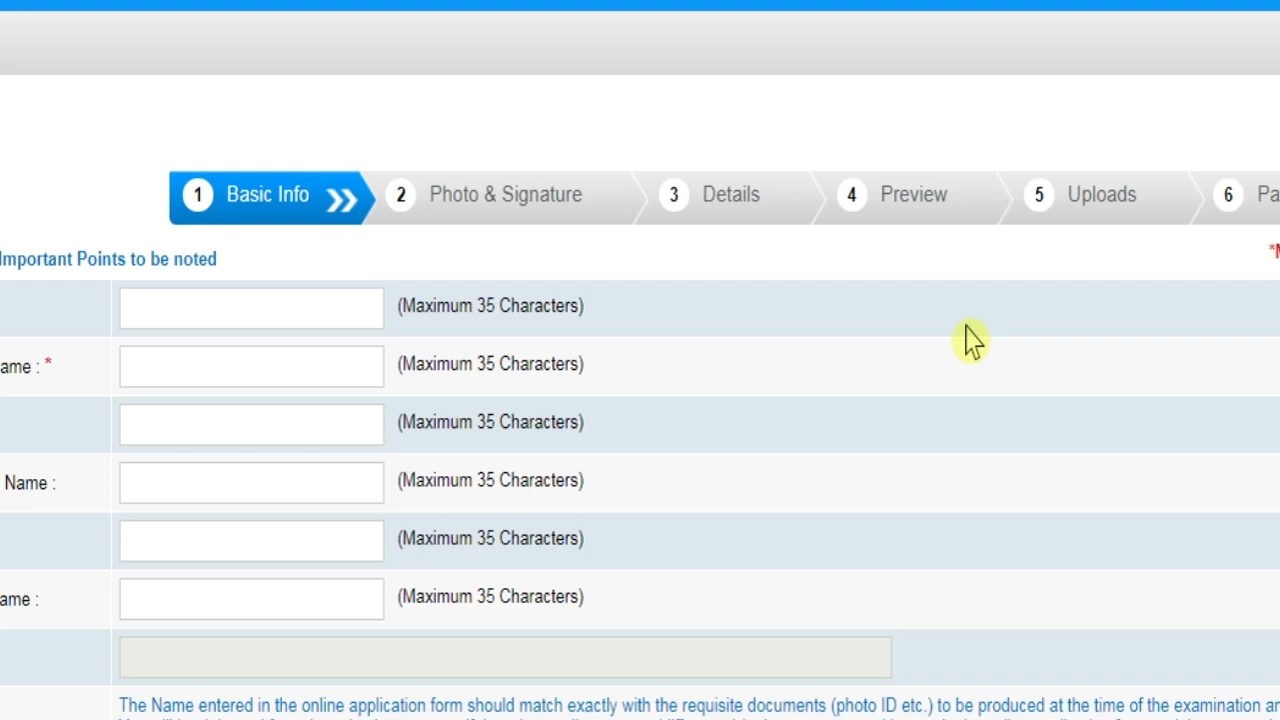 1 Basic Info 2 Photo & Signature 3 Details 4 Preview 5 Uploads 6 Pa
Important Points to be noted *M
(Maximum 35 Characters)
ame : * (Maximum 35 Characters)
(Maximum 35 Characters)
Name : (Maximum 35 Characters)
(Maximum 35 Characters)
ame : (Maximum 35 Characters)
The Name entered in the online application form should match exactly with the requisite documents (photo ID etc.) to be produced at the time of the examination a